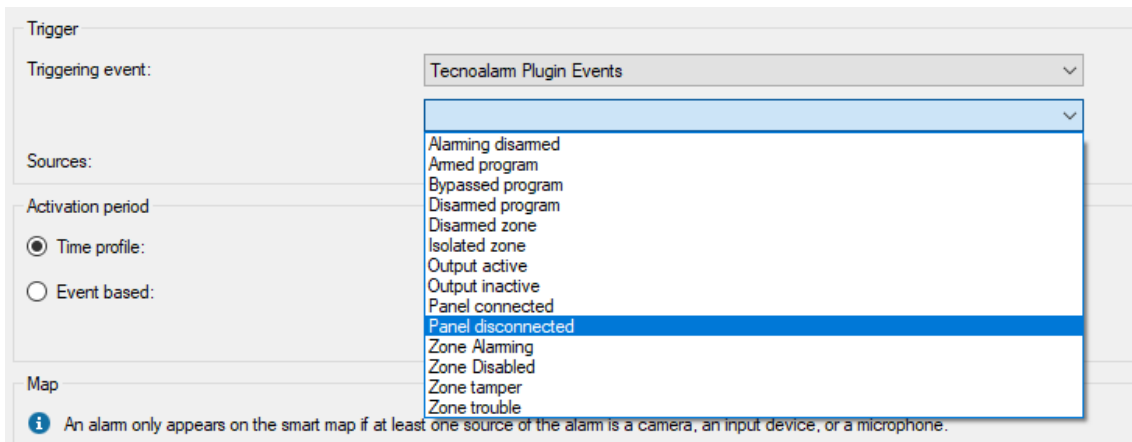 Trigger
Triggering event:
Tecnoalarm Plugin Events
Alarming disarmed
Armed program
Bypassed program
Disarmed program
Disarmed zone
Isolated zone
Output active
Output inactive
Panel connected
Panel disconnected
Zone Alarming
Zone Disabled
Zone tamper
Zone trouble
Sources:
Activation period
Time profile:
Event based:
Map
An alarm only appears on the smart map if at least one source of the alarm is a camera, an input device, or a microphone.